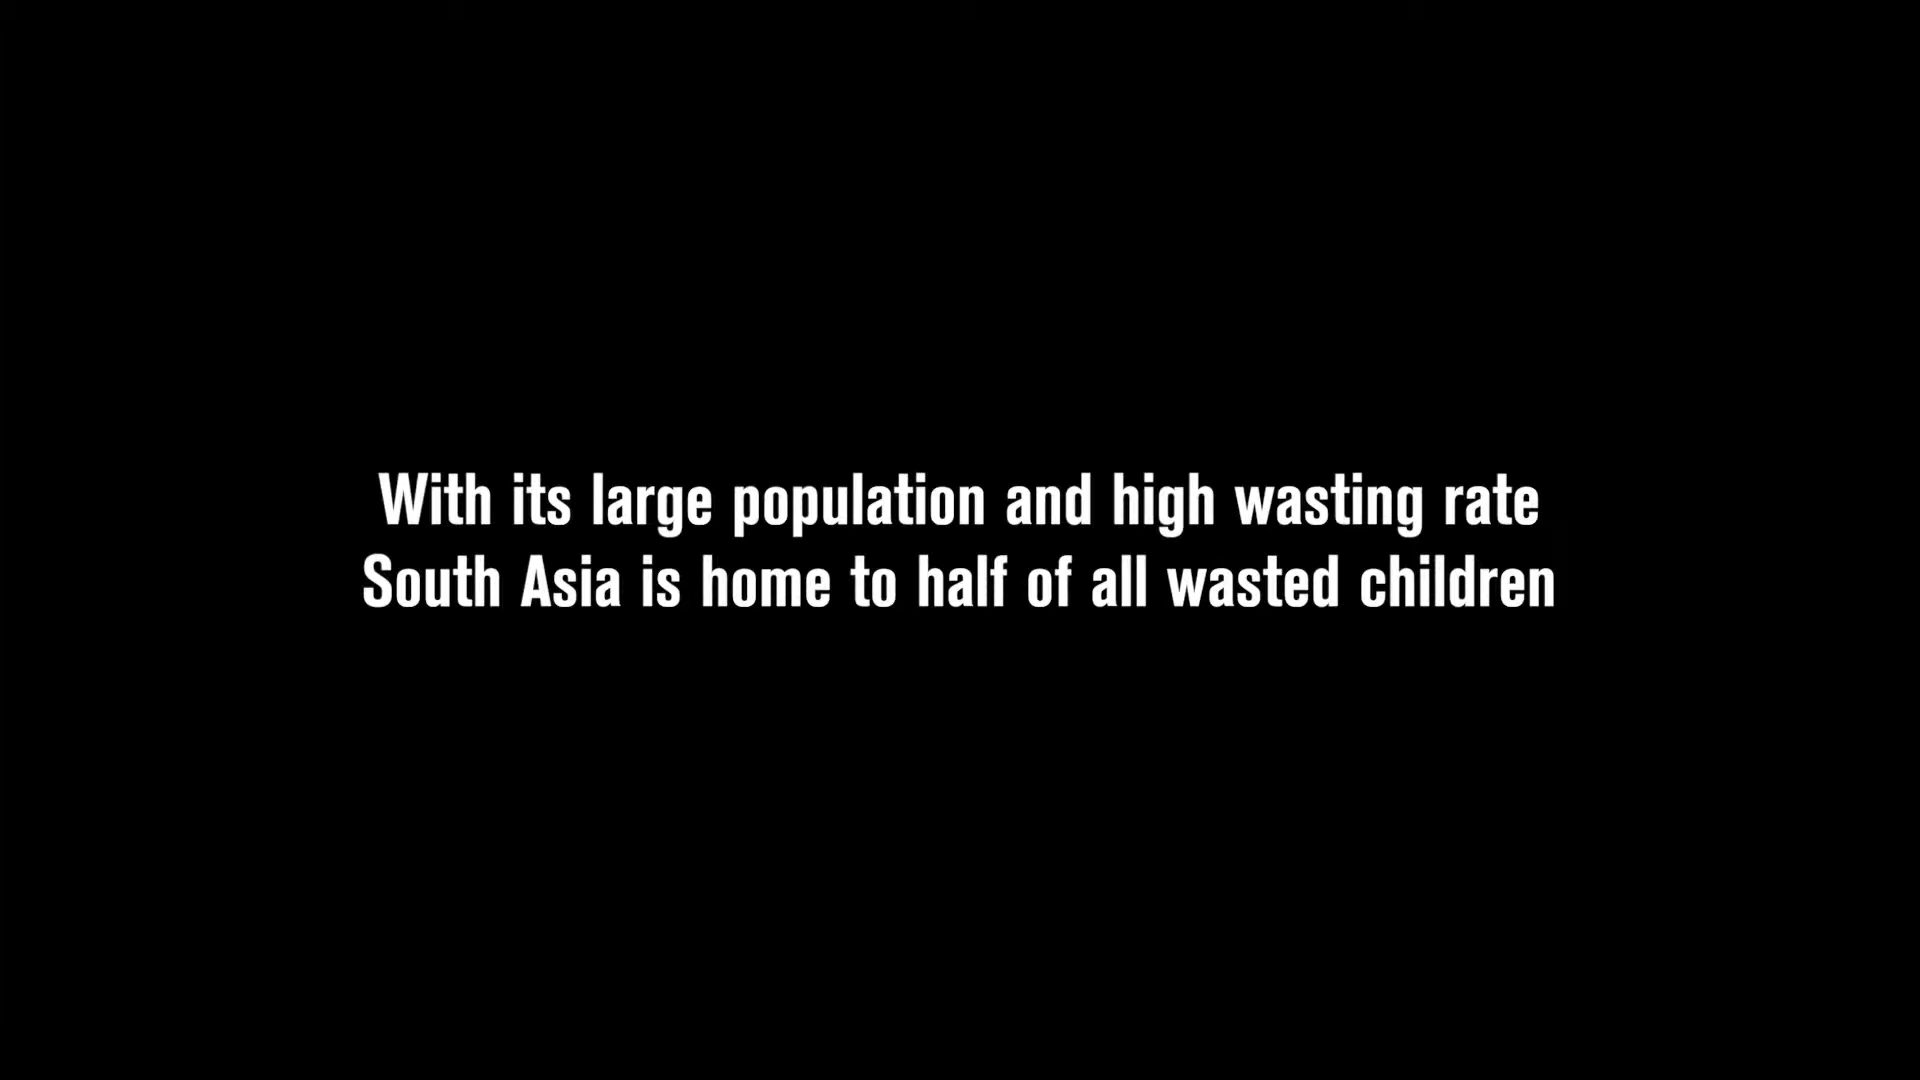 With its large population and high wasting rate
South Asia is home to half of all wasted children